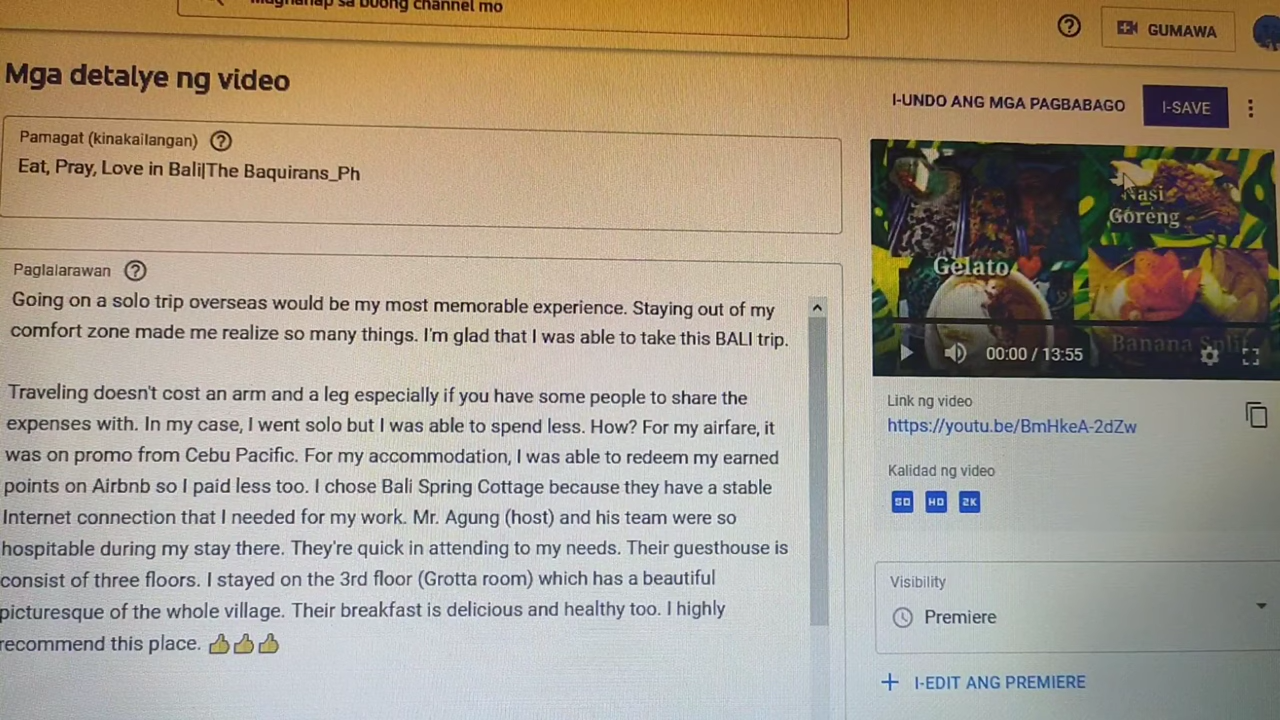 Maghanap sa buong channel mo
GUMAWA
Mga detalye ng video
I-UNDO ANG MGA PAGBABAGO
I-SAVE
Pamagat (kinakailangan)
Eat, Pray, Love in Bali|The Baquirans_Ph
Paglalarawan
Going on a solo trip overseas would be my most memorable experience. Staying out of my
comfort zone made me realize so many things. I'm glad that I was able to take this BALI trip.
Traveling doesn't cost an arm and a leg especially if you have some people to share the
expenses with. In my case, I went solo but I was able to spend less. How? For my airfare, it
was on promo from Cebu Pacific. For my accommodation, I was able to redeem my earned
points on Airbnb so I paid less too. I chose Bali Spring Cottage because they have a stable
Internet connection that I needed for my work. Mr. Agung (host) and his team were so
hospitable during my stay there. They're quick in attending to my needs. Their guesthouse is
consist of three floors. I stayed on the 3rd floor (Grotta room) which has a beautiful
picturesque of the whole village. Their breakfast is delicious and healthy too. I highly
recommend this place. 👍👍👍
Nasi
Goreng
Gelato
Banana Split
00:00 / 13:55
Link ng video
https://youtu.be/BmHkeA-2dZw
Kalidad ng video
SD HD 2K
Visibility
Premiere
+ I-EDIT ANG PREMIERE